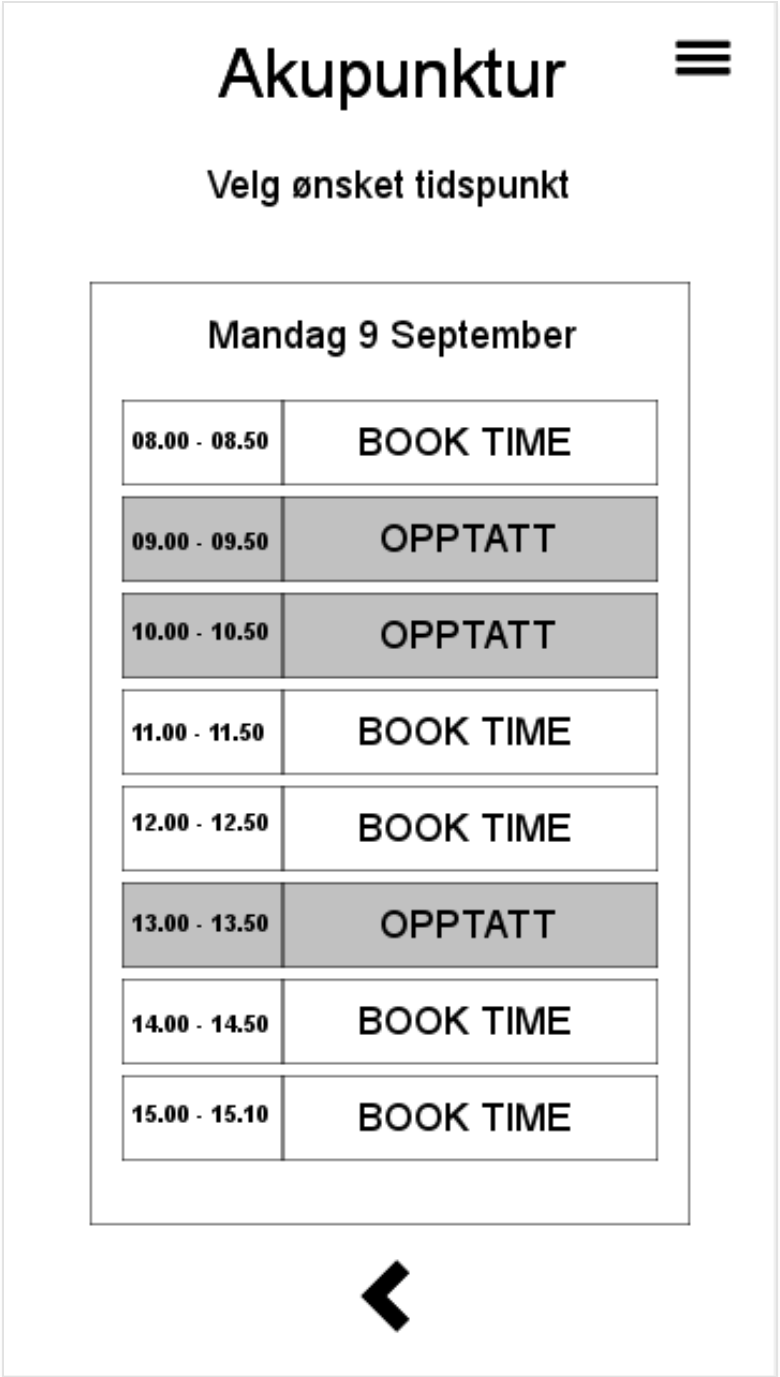 Akupunktur
Velg ønsket tidspunkt
Mandag 9 September
08.00 - 08.50 BOOK TIME
09.00 - 09.50 OPPTATT
10.00 - 10.50 OPPTATT
11.00 - 11.50 BOOK TIME
12.00 - 12.50 BOOK TIME
13.00 - 13.50 OPPTATT
14.00 - 14.50 BOOK TIME
15.00 - 15.10 BOOK TIME